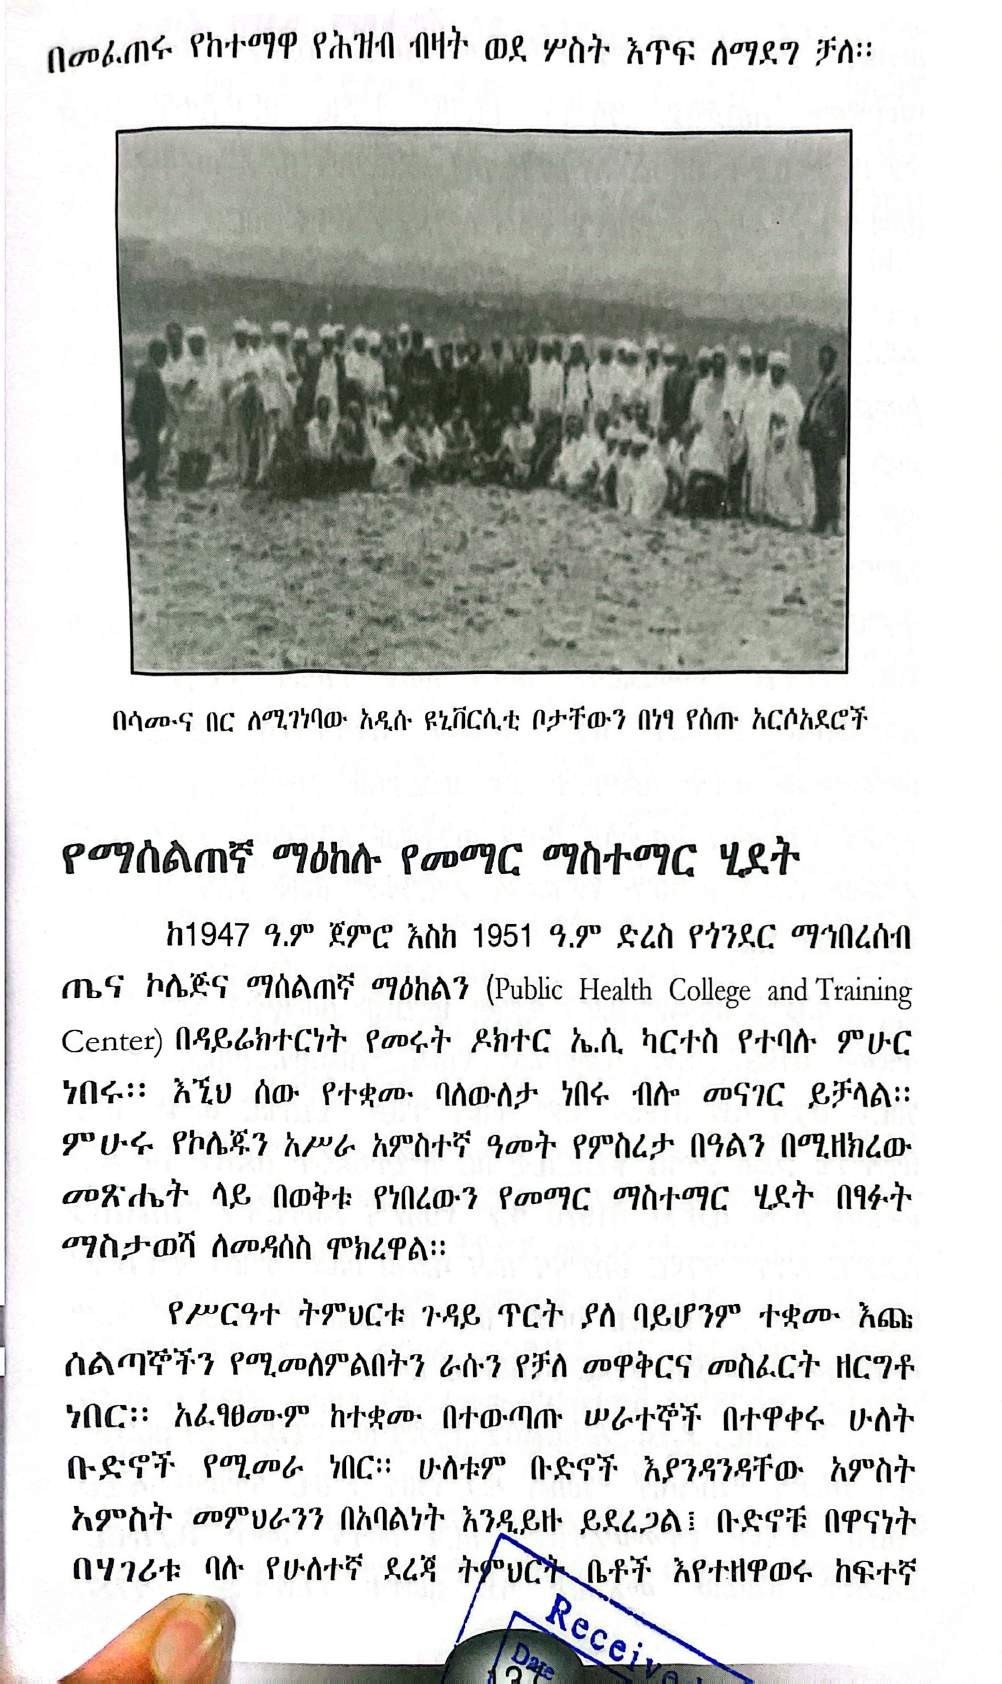 በመፈጠሩ የከተማዋ የሕዝብ ብዛት ወደ ሦስት እጥፍ ለማደግ ቻለ።
በሳሙና በር ለሚገነባው አዲሱ ዩኒቨርሲቲ ቦታቸውን በነፃ የሰጡ አርሶአደሮች
የማሰልጠኛ ማዕከሉ የመማር ማስተማር ሂደት
ከ1947 ዓ.ም ጀምሮ እስከ 1951 ዓ.ም ድረስ የጎንደር ማኅበረሰብ
ጤና ኮሌጅና ማሰልጠኛ ማዕከልን (Public Health College and Training
Center) በዳይሬክተርነት የመሩት ዶክተር ኤ.ሲ ካርተስ የተባሉ ምሁር
ነበሩ። እኚህ ሰው የተቋሙ ባለውለታ ነበሩ ብሎ መናገር ይቻላል።
ምሁሩ የኮሌጁን አሥራ አምስተኛ ዓመት የምስረታ በዓልን በሚዘክረው
መጽሔት ላይ በወቅቱ የነበረውን የመማር ማስተማር ሂደት በፃፉት
ማስታወሻ ለመዳሰስ ሞክረዋል።
የሥርዓተ ትምህርቱ ጉዳይ ጥርት ያለ ባይሆንም ተቋሙ እጩ
ሰልጣኞችን የሚመለምልበትን ራሱን የቻለ መዋቅርና መስፈርት ዘርግቶ
ነበር። አፈፃፀሙም ከተቋሙ በተውጣጡ ሠራተኞች በተዋቀሩ ሁለት
ቡድኖች የሚመራ ነበር። ሁለቱም ቡድኖች እያንዳንዳቸው አምስት
አምስት መምህራንን በአባልነት እንዲይዙ ይደረጋል፤ ቡድኖቹ በዋናነት
በሃገሪቱ ባሉ የሁለተኛ ደረጃ ትምህርት ቤቶች እየተዘዋወሩ ከፍተኛ
Date